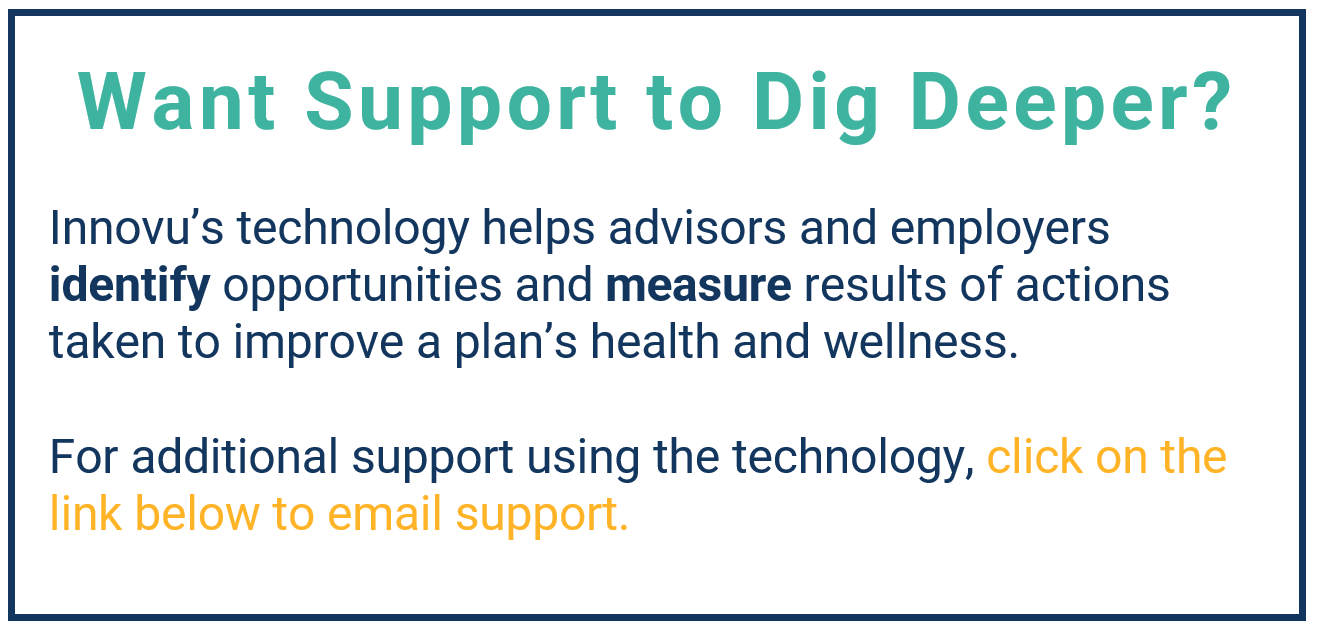 Want Support to Dig Deeper?
Innovu’s technology helps advisors and employers
identify opportunities and measure results of actions
taken to improve a plan’s health and wellness.
For additional support using the technology, click on the
link below to email support.